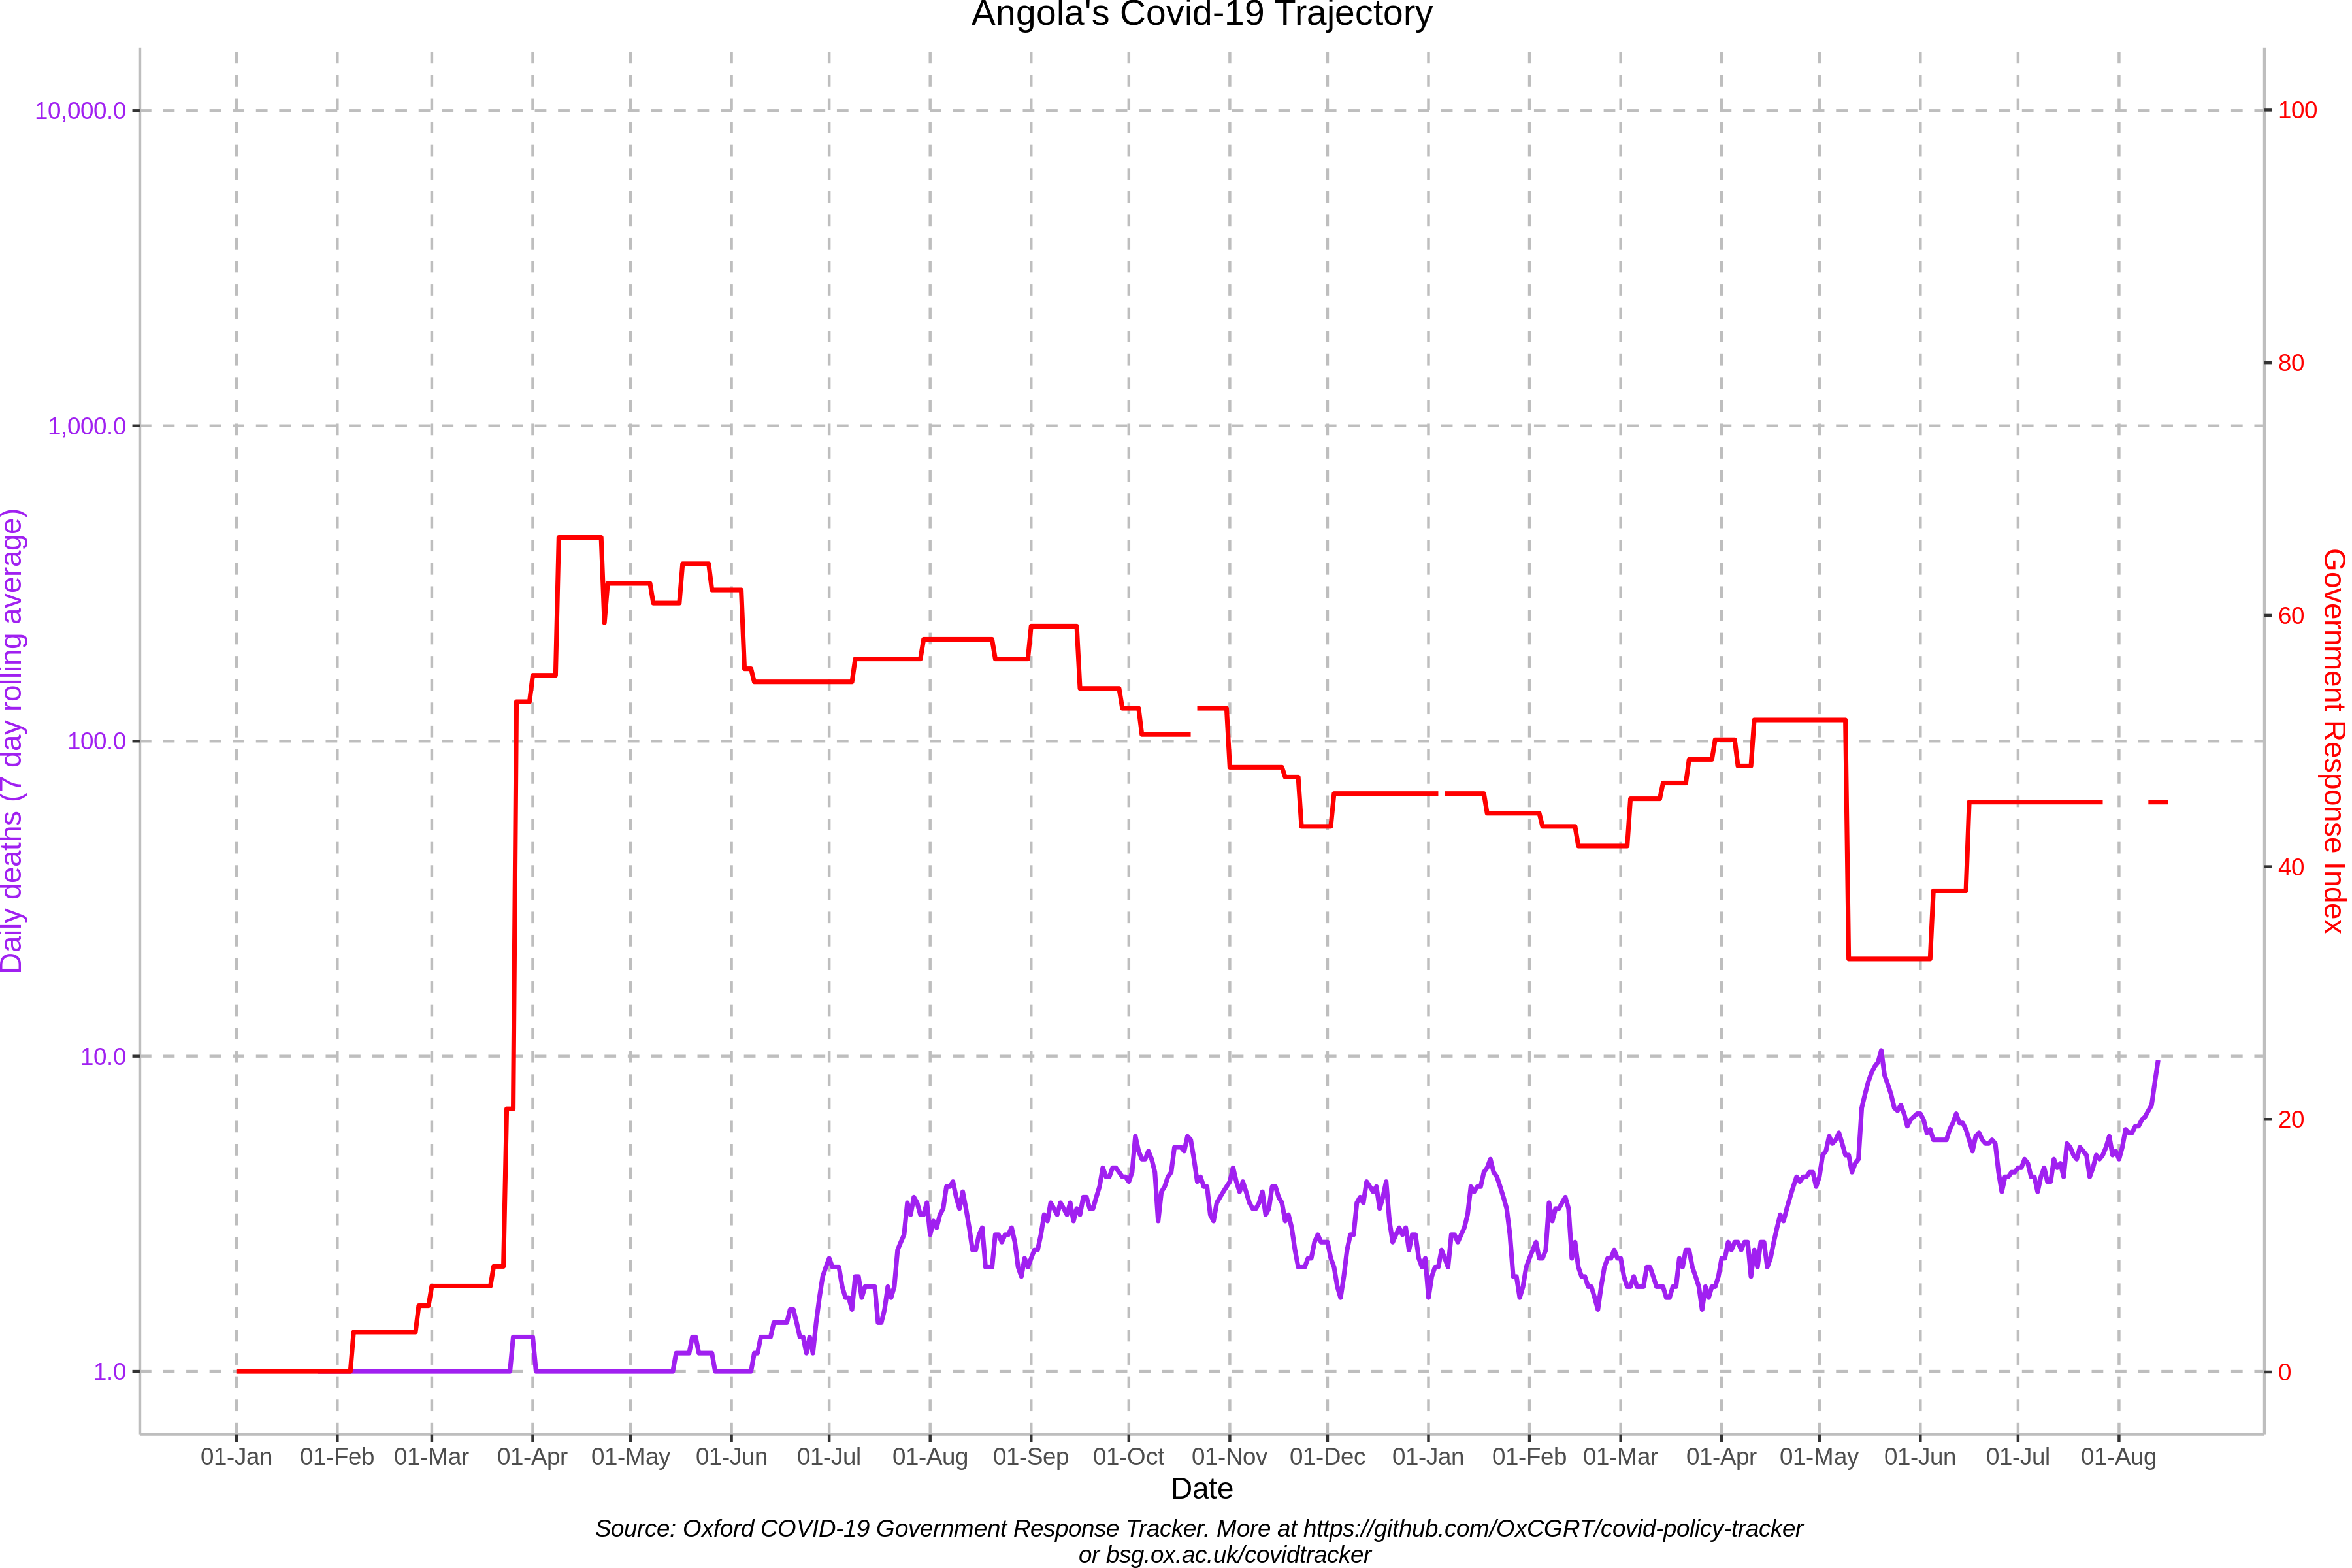 Angola's Covid-19 Trajectory
10,000.0
1,000.0
100.0
10.0
1.0
Daily deaths (7 day rolling average)
100
80
60
40
20
0
Government Response Index
01-Jan 01-Feb 01-Mar 01-Apr 01-May 01-Jun 01-Jul 01-Aug 01-Sep 01-Oct 01-Nov 01-Dec 01-Jan 01-Feb 01-Mar 01-Apr 01-May 01-Jun 01-Jul 01-Aug
Date
Source: Oxford COVID-19 Government Response Tracker. More at https://github.com/OxCGRT/covid-policy-tracker
or bsg.ox.ac.uk/covidtracker